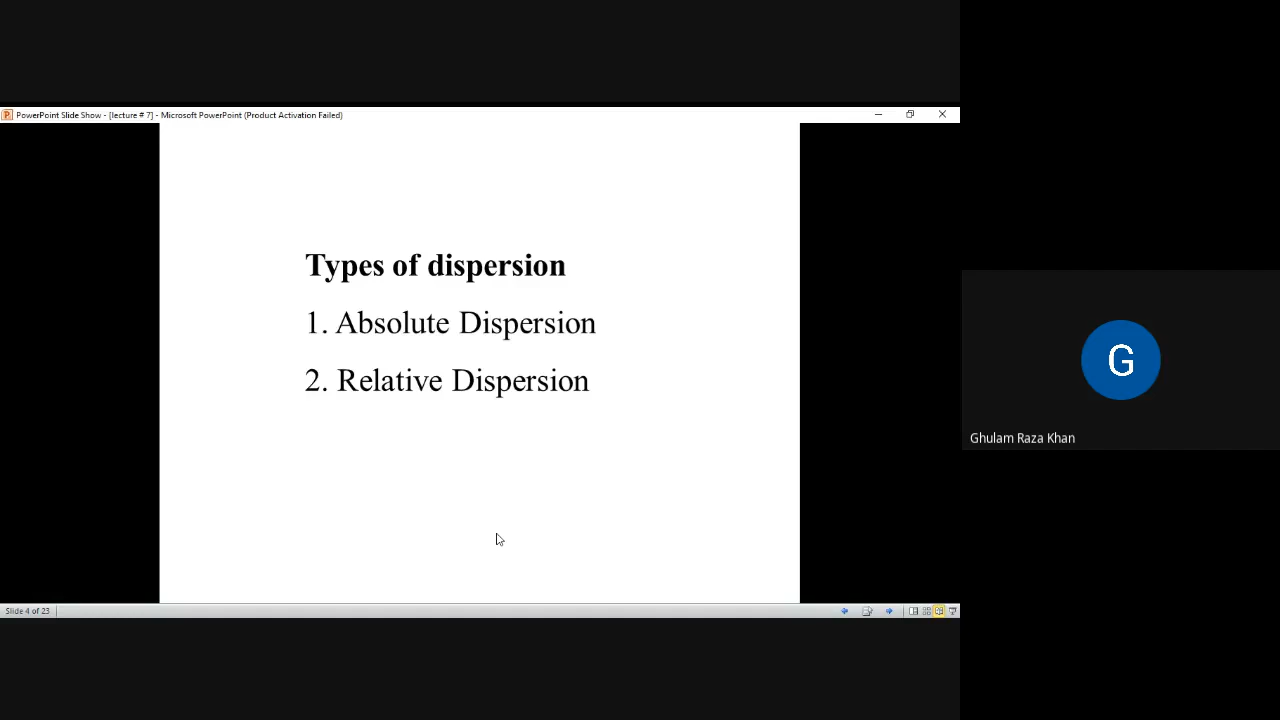 PowerPoint Slide Show - [lecture # 7] - Microsoft PowerPoint (Product Activation Failed)
Types of dispersion
1. Absolute Dispersion
2. Relative Dispersion
G
Ghulam Raza Khan
Slide 4 of 23